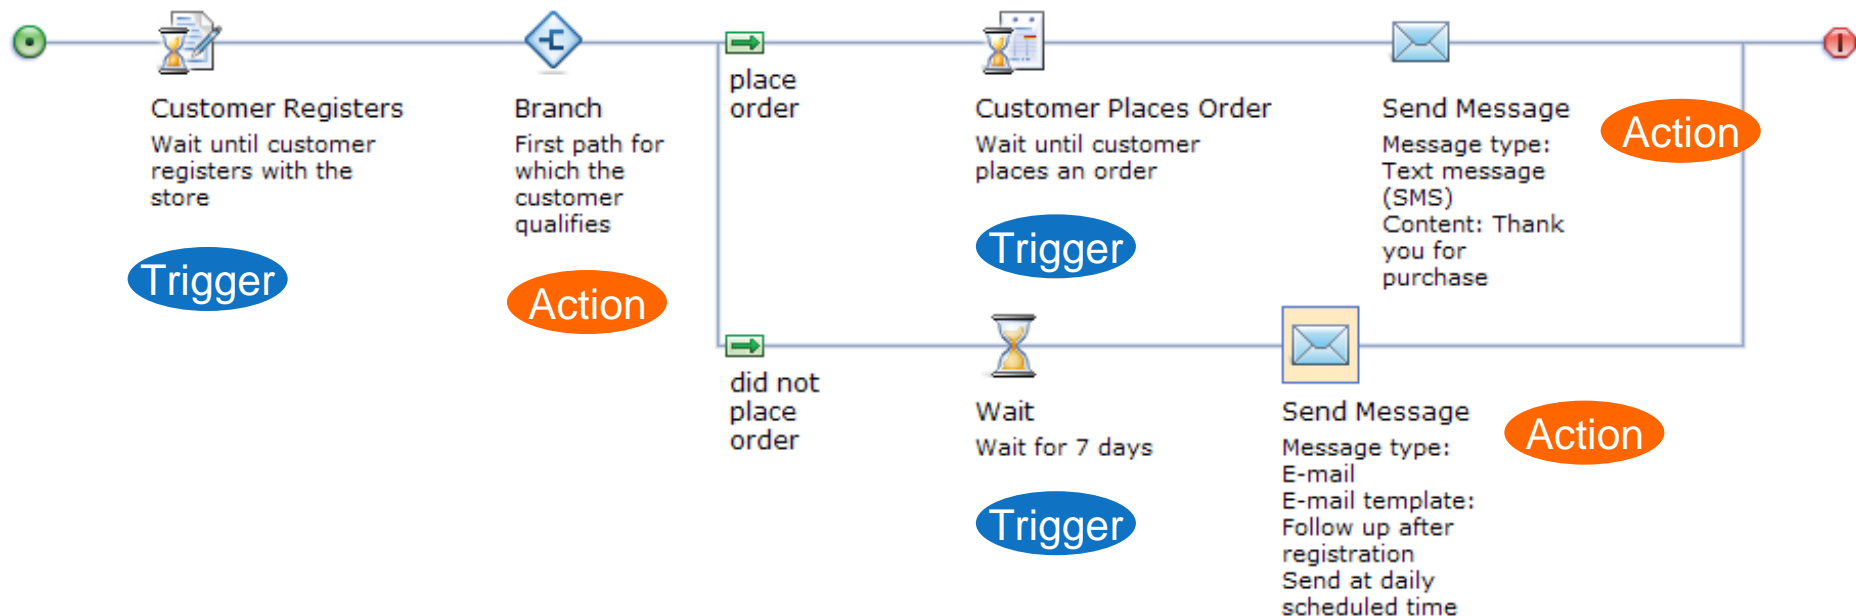 Customer Registers
Wait until customer
registers with the
store
Trigger
Branch
First path for
which the
customer
qualifies
Action
place
order
Customer Places Order
Wait until customer
places an order
Trigger
Send Message
Message type:
Text message
(SMS)
Content: Thank
you for
purchase
Action
did not
place
order
Wait
Wait for 7 days
Trigger
Send Message
Message type:
E-mail
E-mail template:
Follow up after
registration
Send at daily
scheduled time
Action